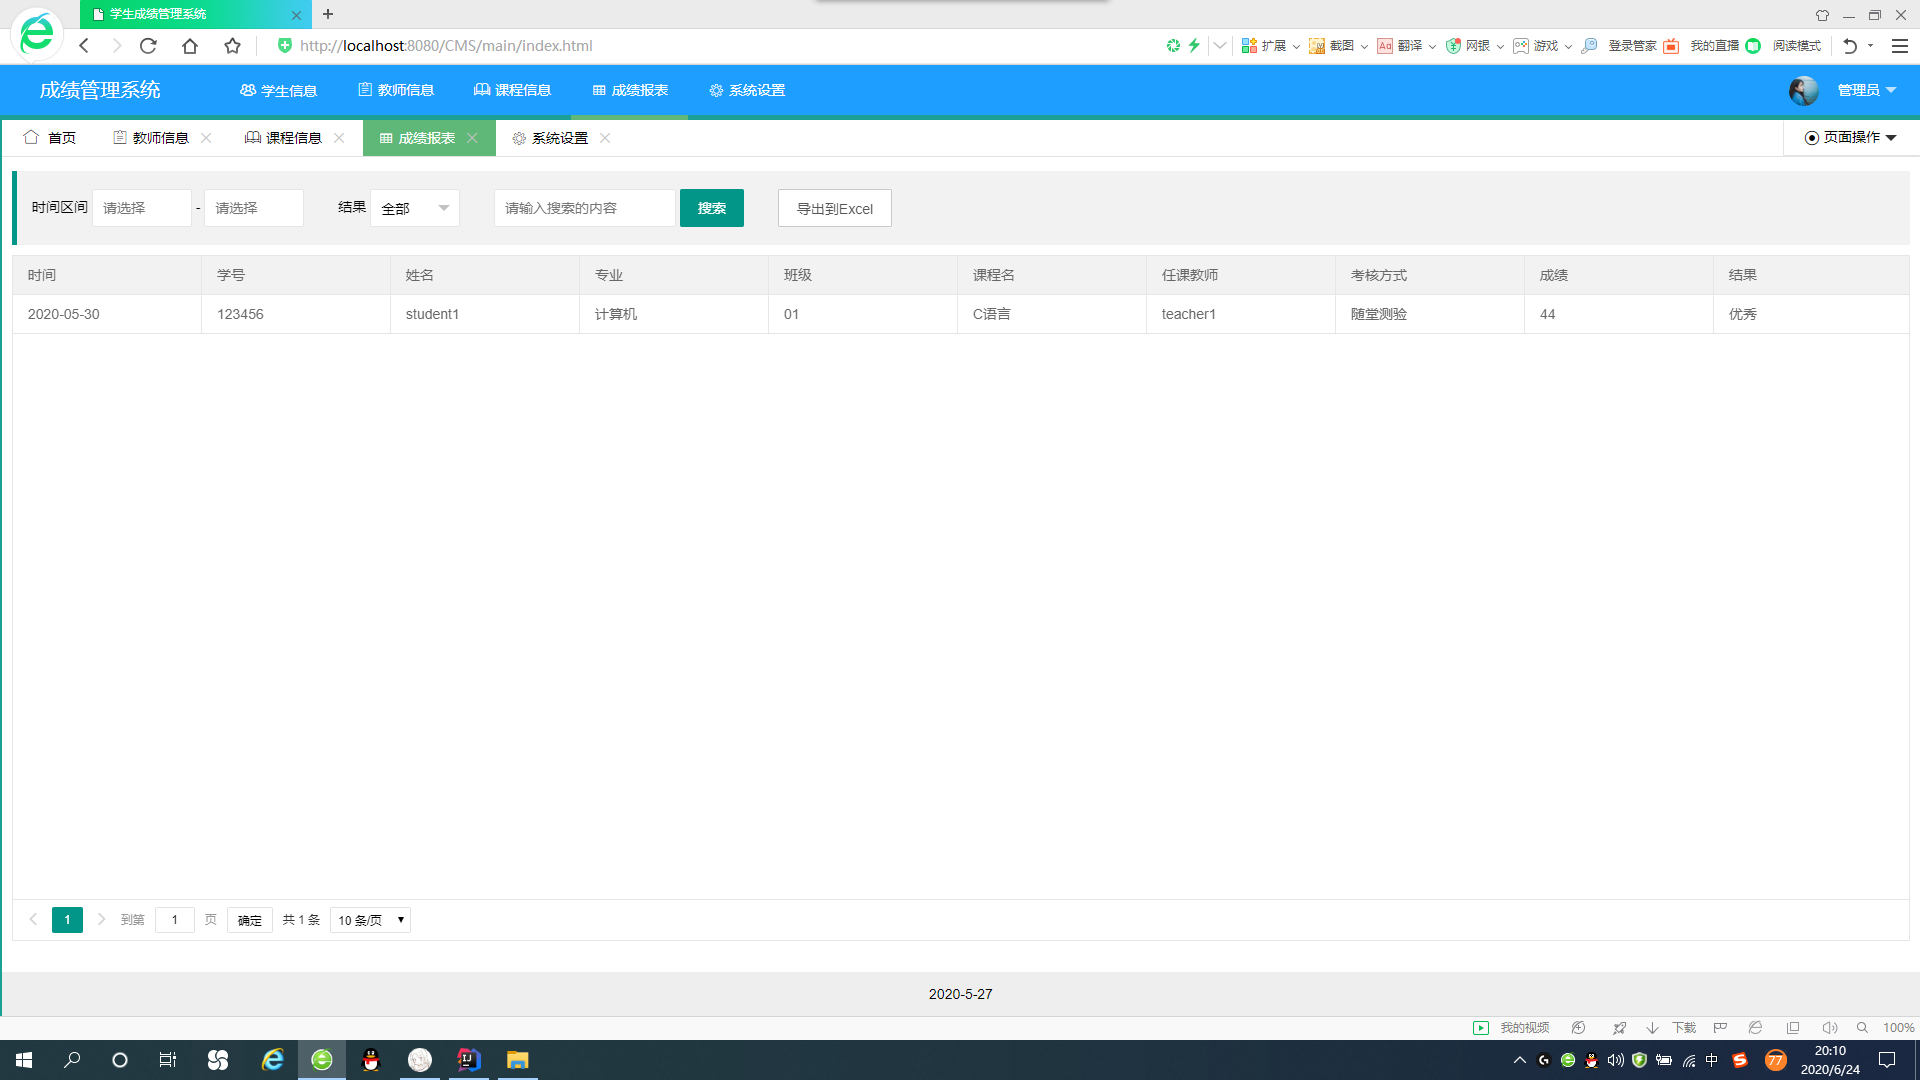 学生成绩管理系统
http://localhost:8080/CMS/main/index.html
扩展 截图 翻译 网银 游戏 登录管家 我的直播 阅读模式
成绩管理系统 学生信息 教师信息 课程信息 成绩报表 系统设置 管理员
首页 教师信息 课程信息 成绩报表 系统设置 页面操作
时间区间 请选择 - 请选择 结果 全部 请输入搜索的内容 搜索 导出到Excel
时间 学号 姓名 专业 班级 课程名 任课教师 考核方式 成绩 结果
2020-05-30 123456 student1 计算机 01 C语言 teacher1 随堂测验 44 优秀
1 到第 1 页 确定 共 1 条 10 条/页
2020-5-27
我的视频 下载 100%
中 77 20:10
2020/6/24